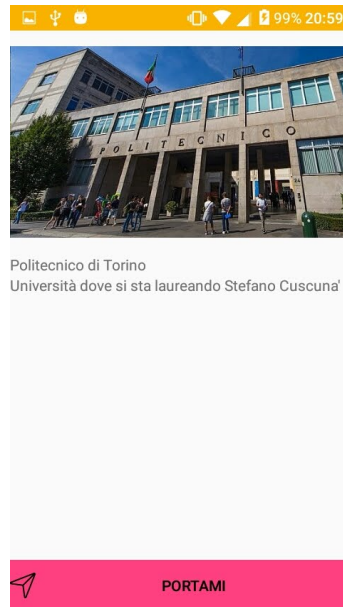 99% 20:59
POLITECNICO
Politecnico di Torino
Università dove si sta laureando Stefano Cuscuna'
PORTAMI